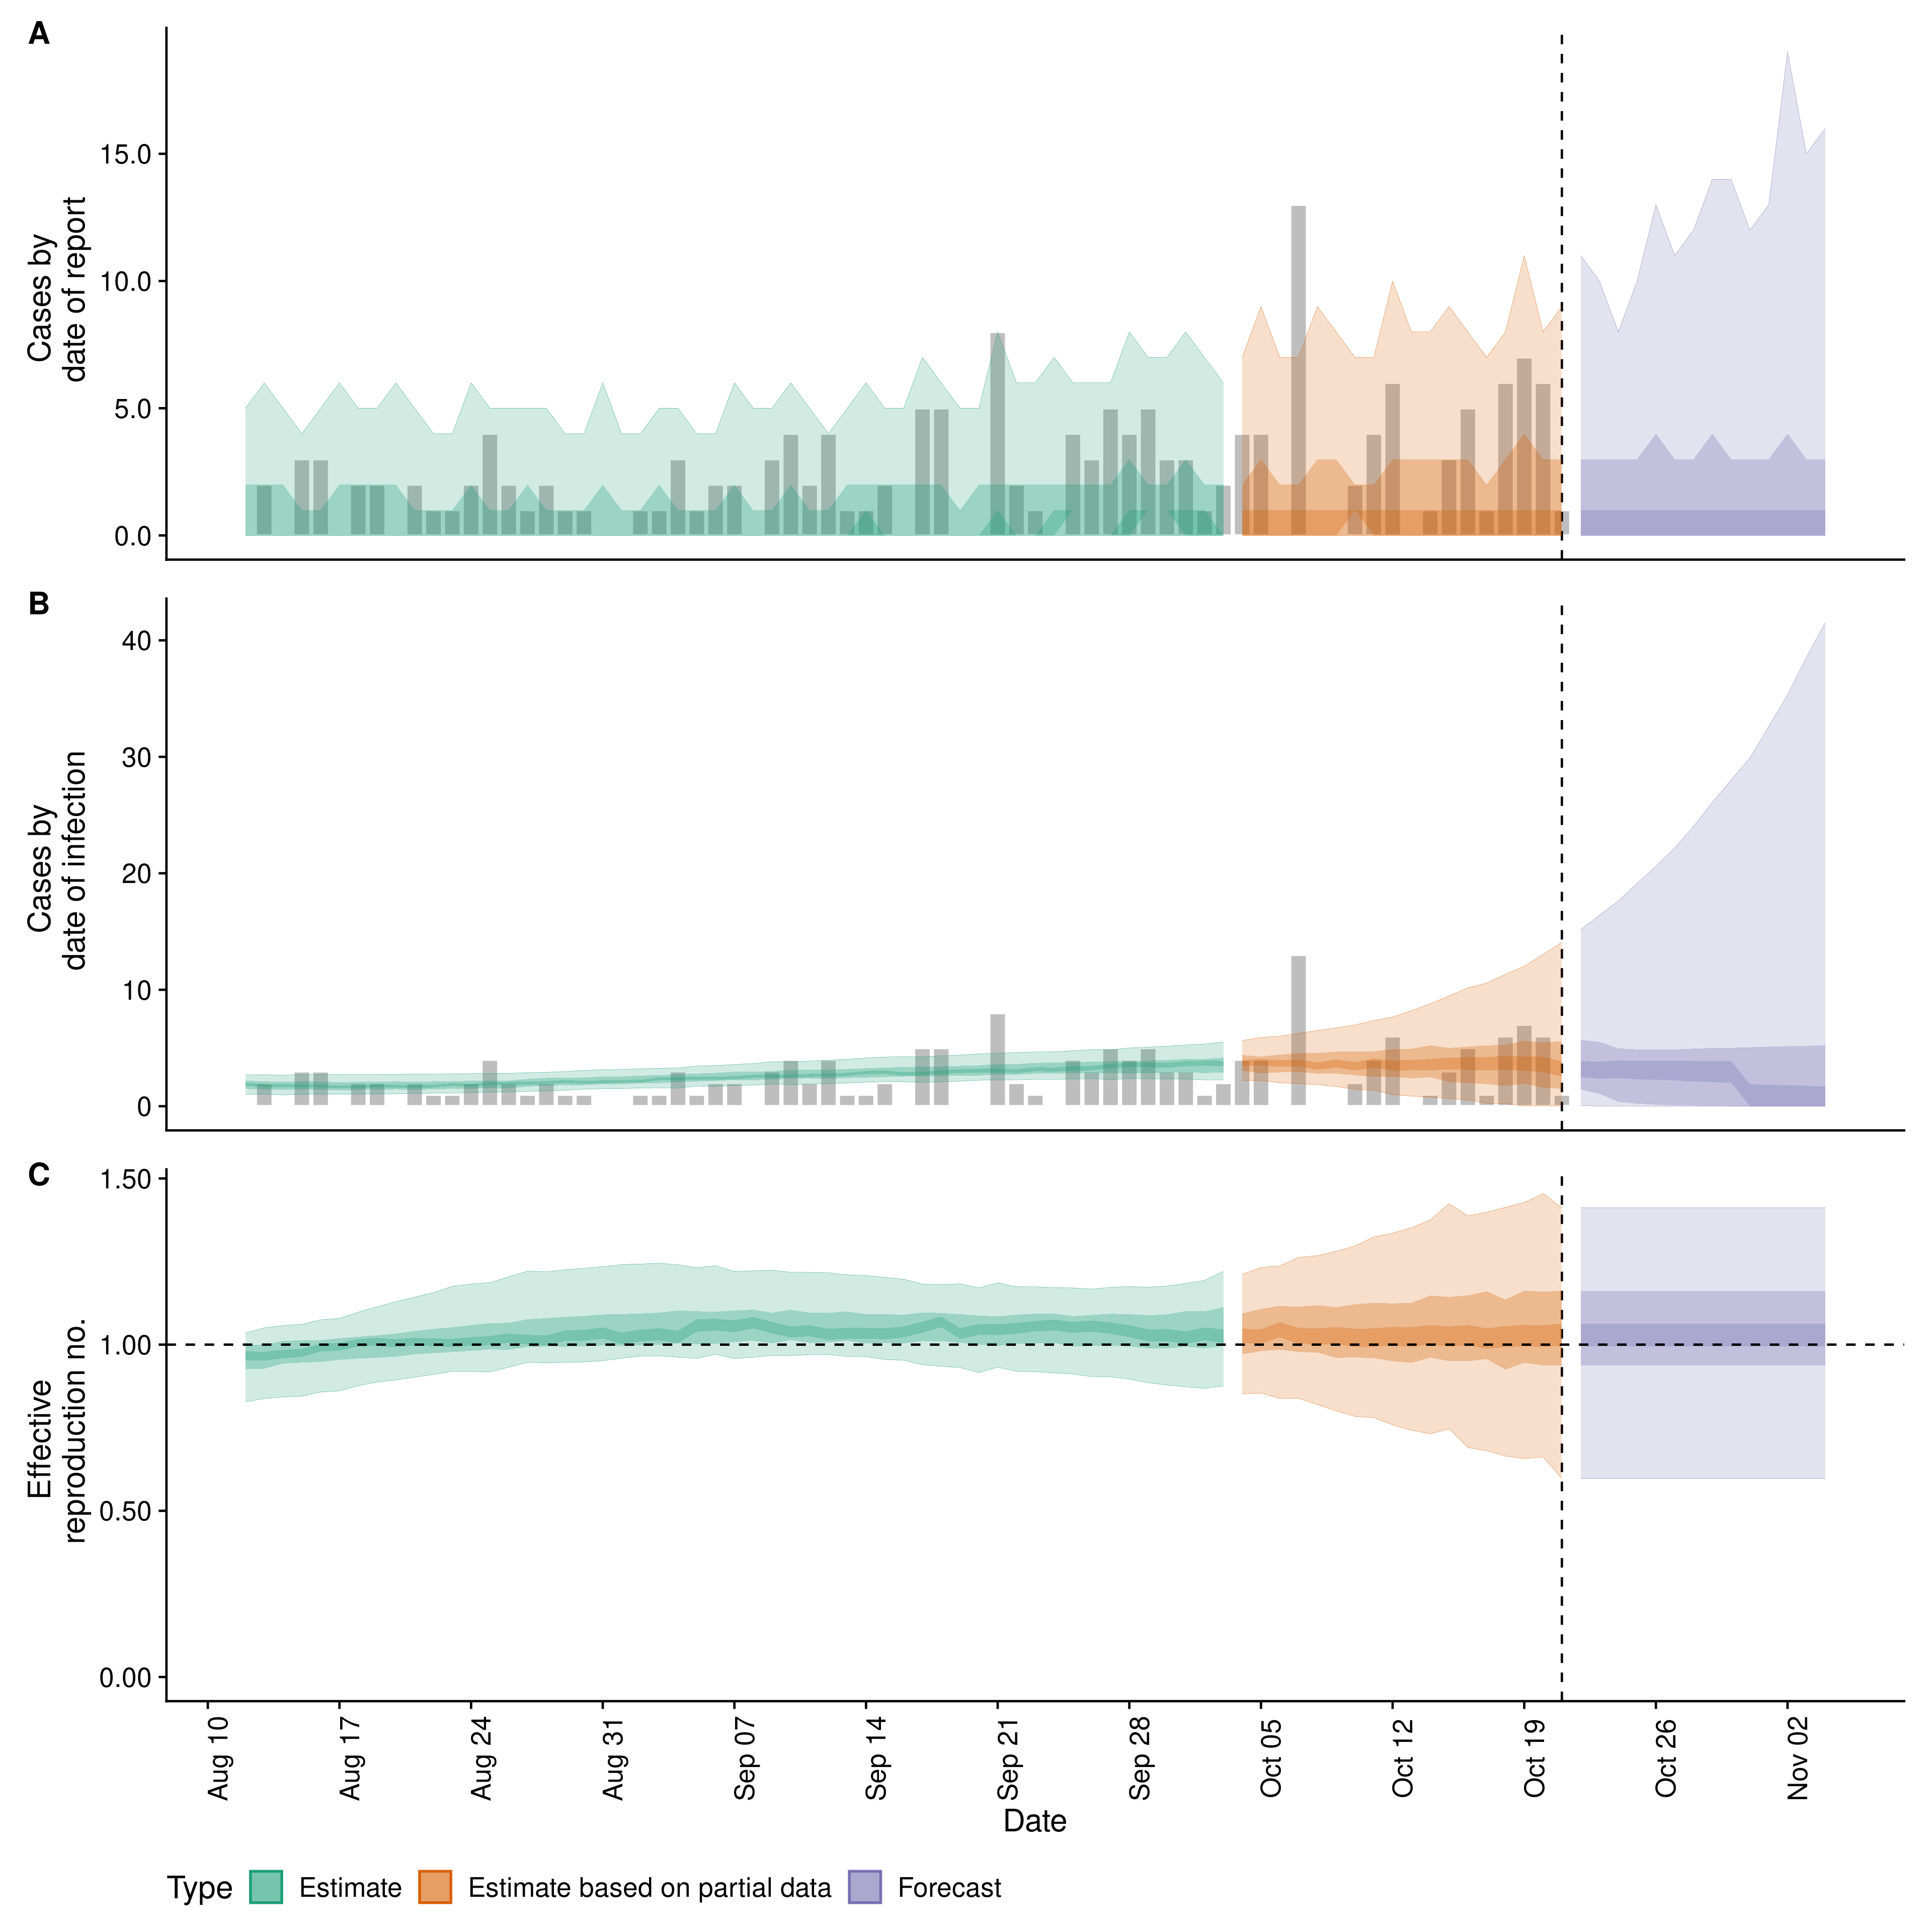 A
Cases by
date of report
15.0
10.0
5.0
0.0
B
Cases by
date of infection
40
30
20
10
0
C
Effective
reproduction no.
1.50
1.00
0.50
0.00
Aug 10
Aug 17
Aug 24
Aug 31
Sep 07
Sep 14
Sep 21
Sep 28
Oct 05
Oct 12
Oct 19
Oct 26
Nov 02
Date
Type
Estimate
Estimate based on partial data
Forecast